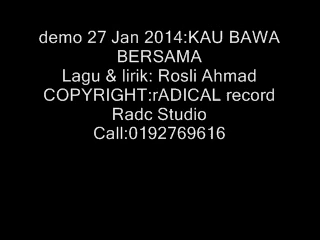 demo 27 Jan 2014:KAU BAWA
BERSAMA
Lagu & lirik: Rosli Ahmad
COPYRIGHT:rADICAL record
Radc Studio
Call:0192769616